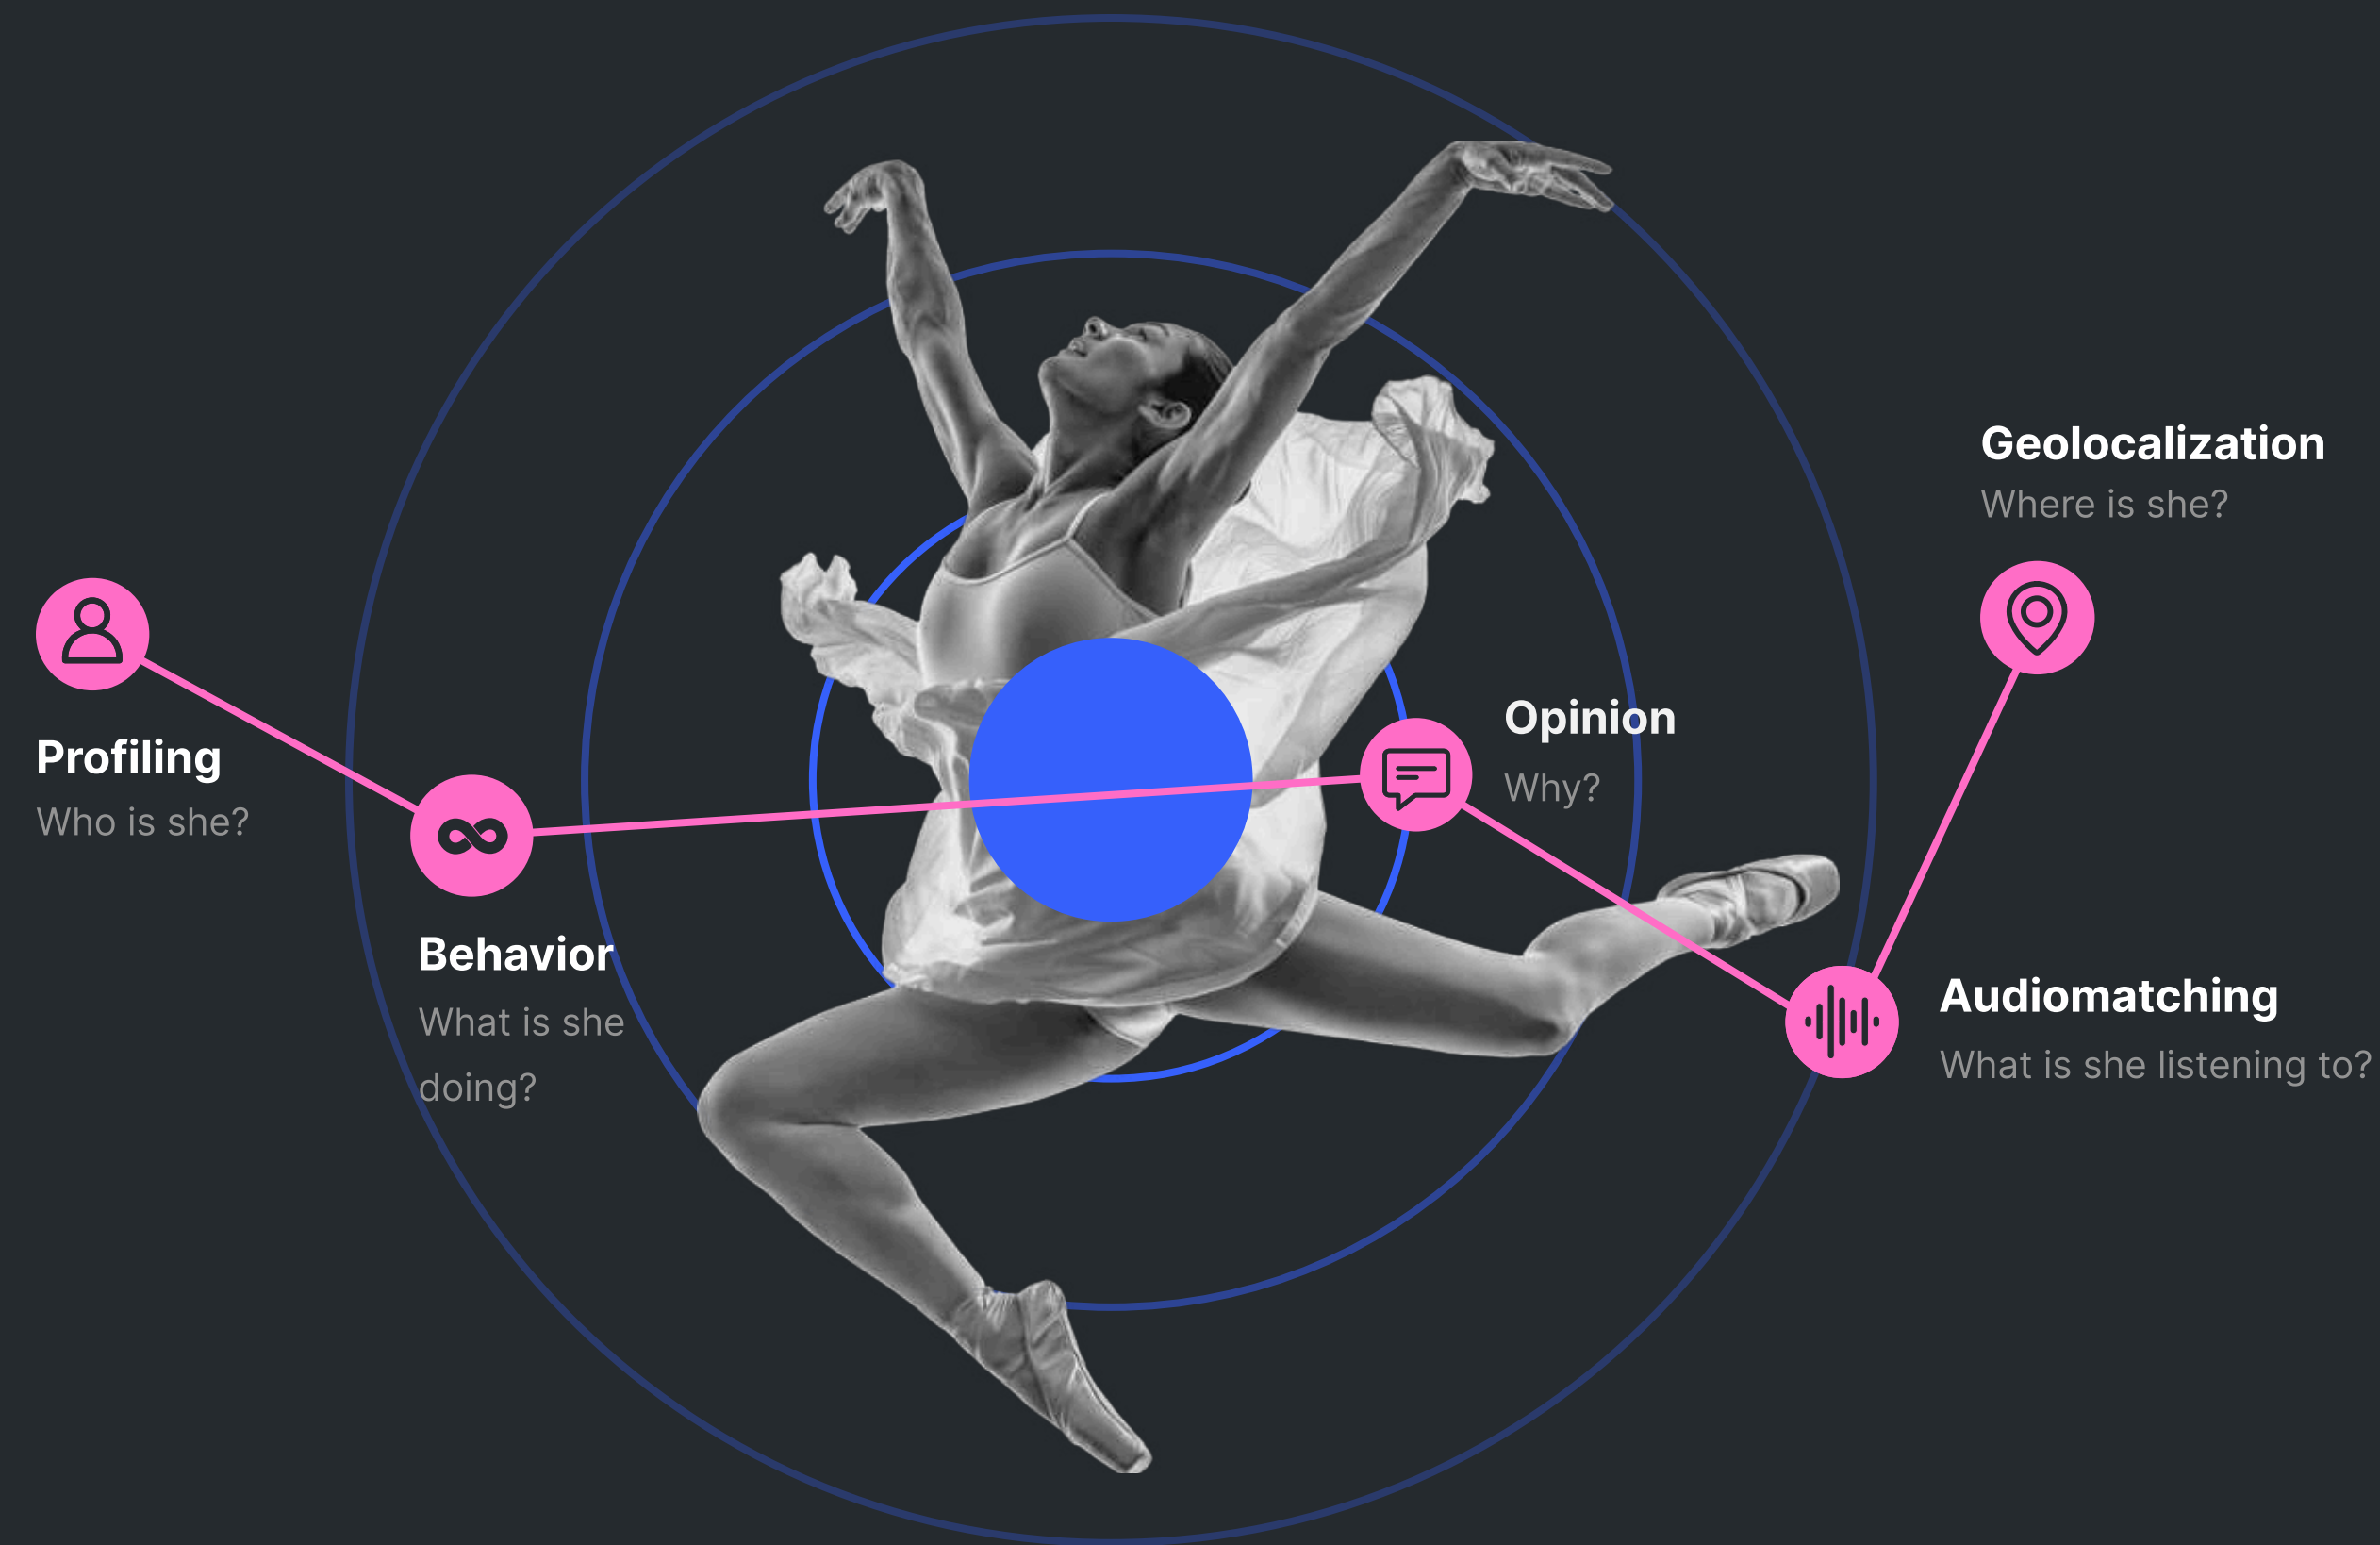 Profiling
Who is she?
Behavior
What is she
doing?
Opinion
Why?
Audiomatching
What is she listening to?
Geolocalization
Where is she?